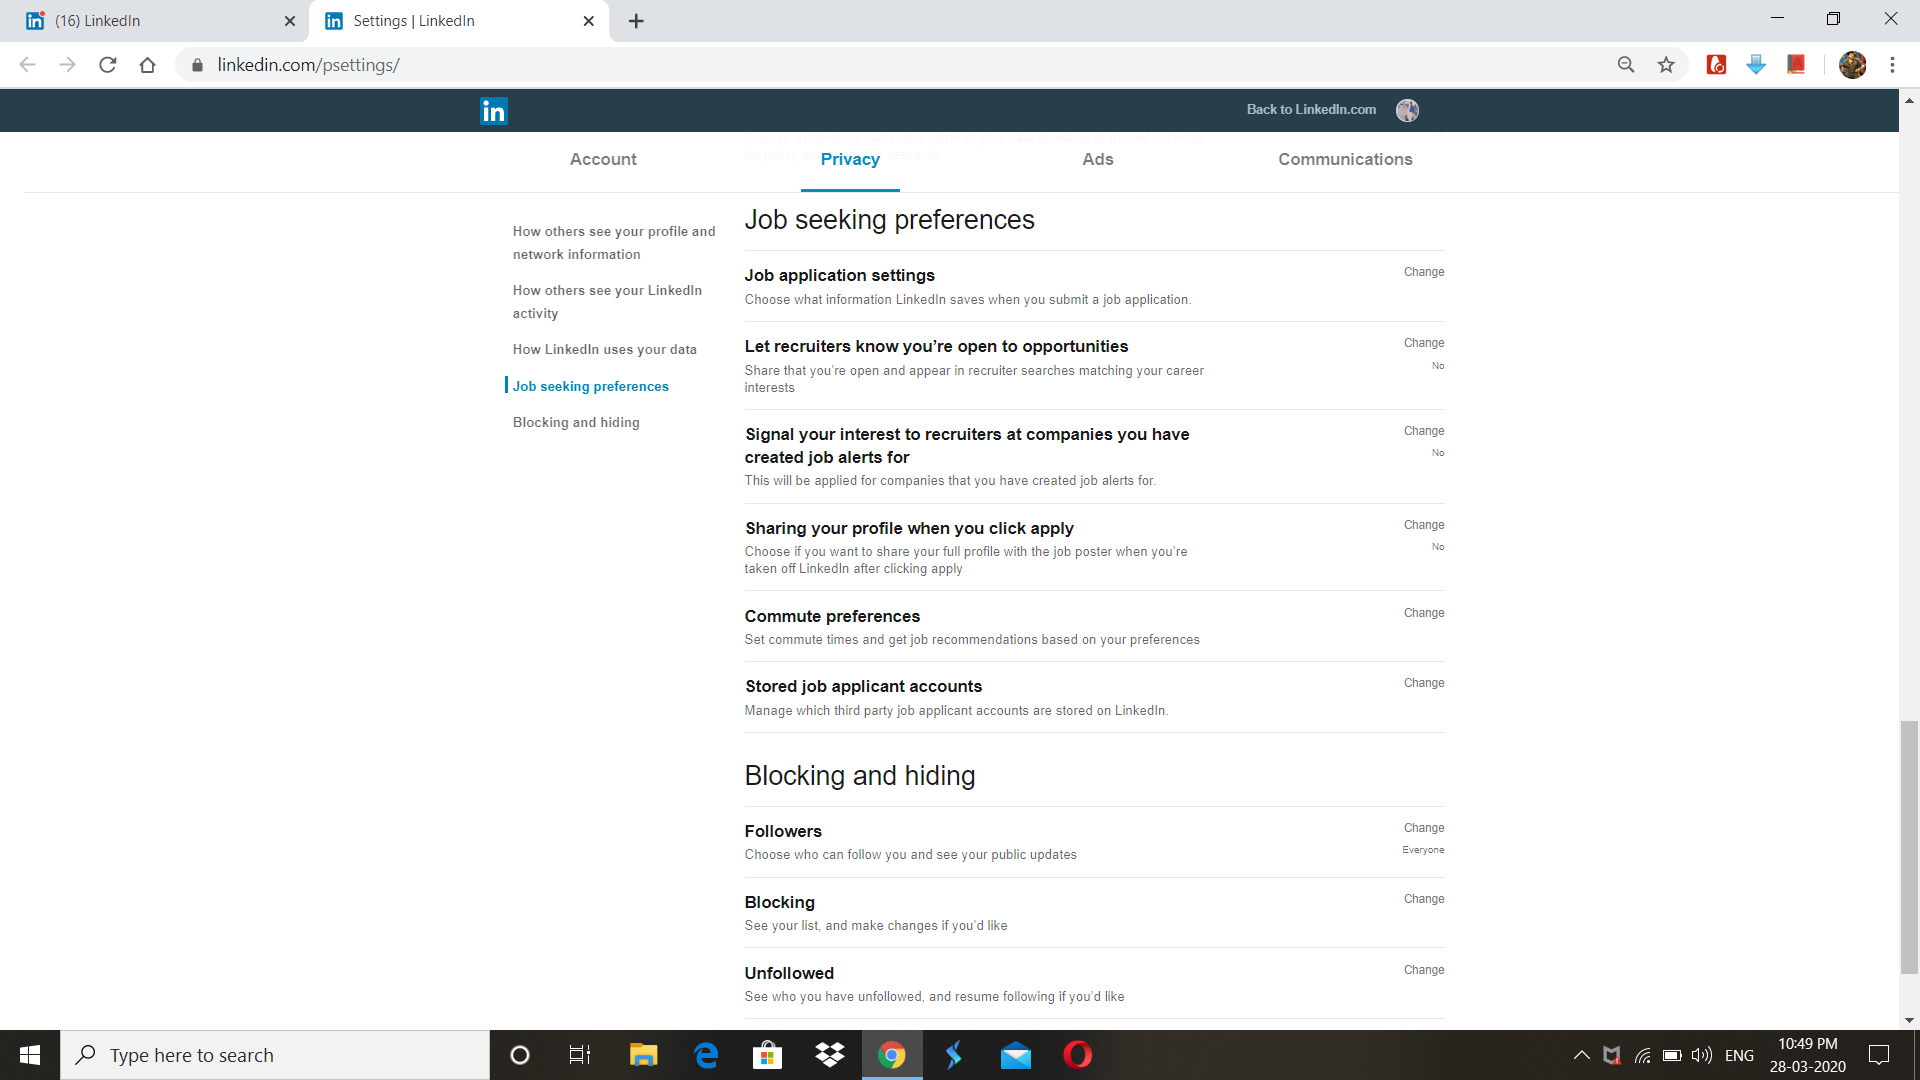 (16) LinkedIn
Settings | LinkedIn
linkedin.com/psettings/
in
Back to LinkedIn.com
Account
Privacy
Ads
Communications
How others see your profile and
network information
How others see your LinkedIn
activity
How LinkedIn uses your data
Job seeking preferences
Blocking and hiding
Job seeking preferences
Job application settings
Change
Choose what information LinkedIn saves when you submit a job application.
Let recruiters know you’re open to opportunities
Change
Share that you’re open and appear in recruiter searches matching your career
interests
No
Signal your interest to recruiters at companies you have
created job alerts for
Change
No
This will be applied for companies that you have created job alerts for.
Sharing your profile when you click apply
Change
No
Choose if you want to share your full profile with the job poster when you’re
taken off LinkedIn after clicking apply
Commute preferences
Change
Set commute times and get job recommendations based on your preferences
Stored job applicant accounts
Change
Manage which third party job applicant accounts are stored on LinkedIn.
Blocking and hiding
Followers
Change
Everyone
Choose who can follow you and see your public updates
Blocking
Change
See your list, and make changes if you’d like
Unfollowed
Change
See who you have unfollowed, and resume following if you’d like
Type here to search
ENG
10:49 PM
28-03-2020